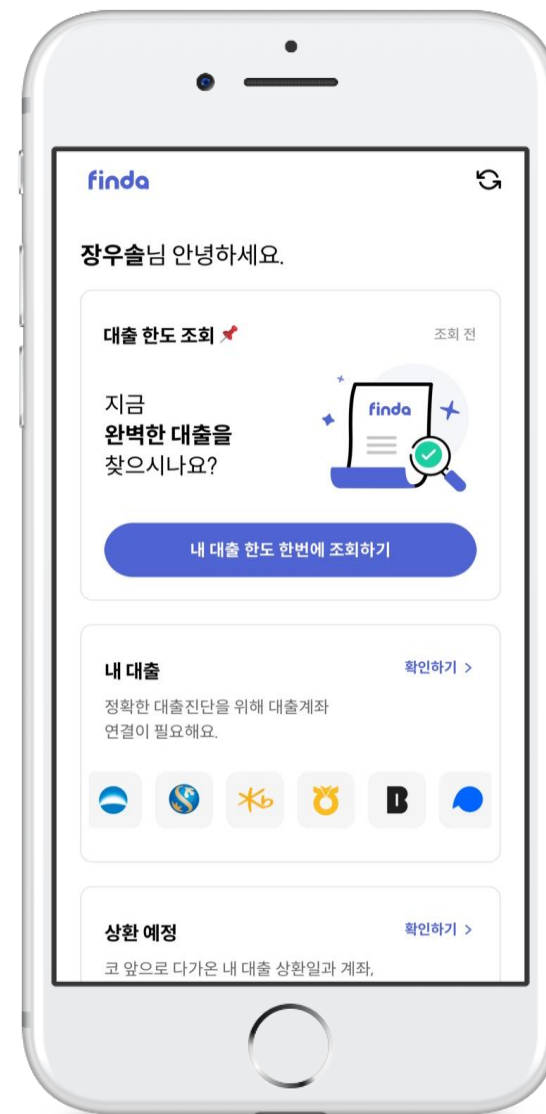 finda
장우솔님 안녕하세요.
대출 한도 조회
조회 전
지금
완벽한 대출을
찾으시나요?
finda
내 대출 한도 한번에 조회하기
내 대출
확인하기 >
정확한 대출진단을 위해 대출계좌
연결이 필요해요.
상환 예정
확인하기 >
코 앞으로 다가온 내 대출 상환일과 계좌,